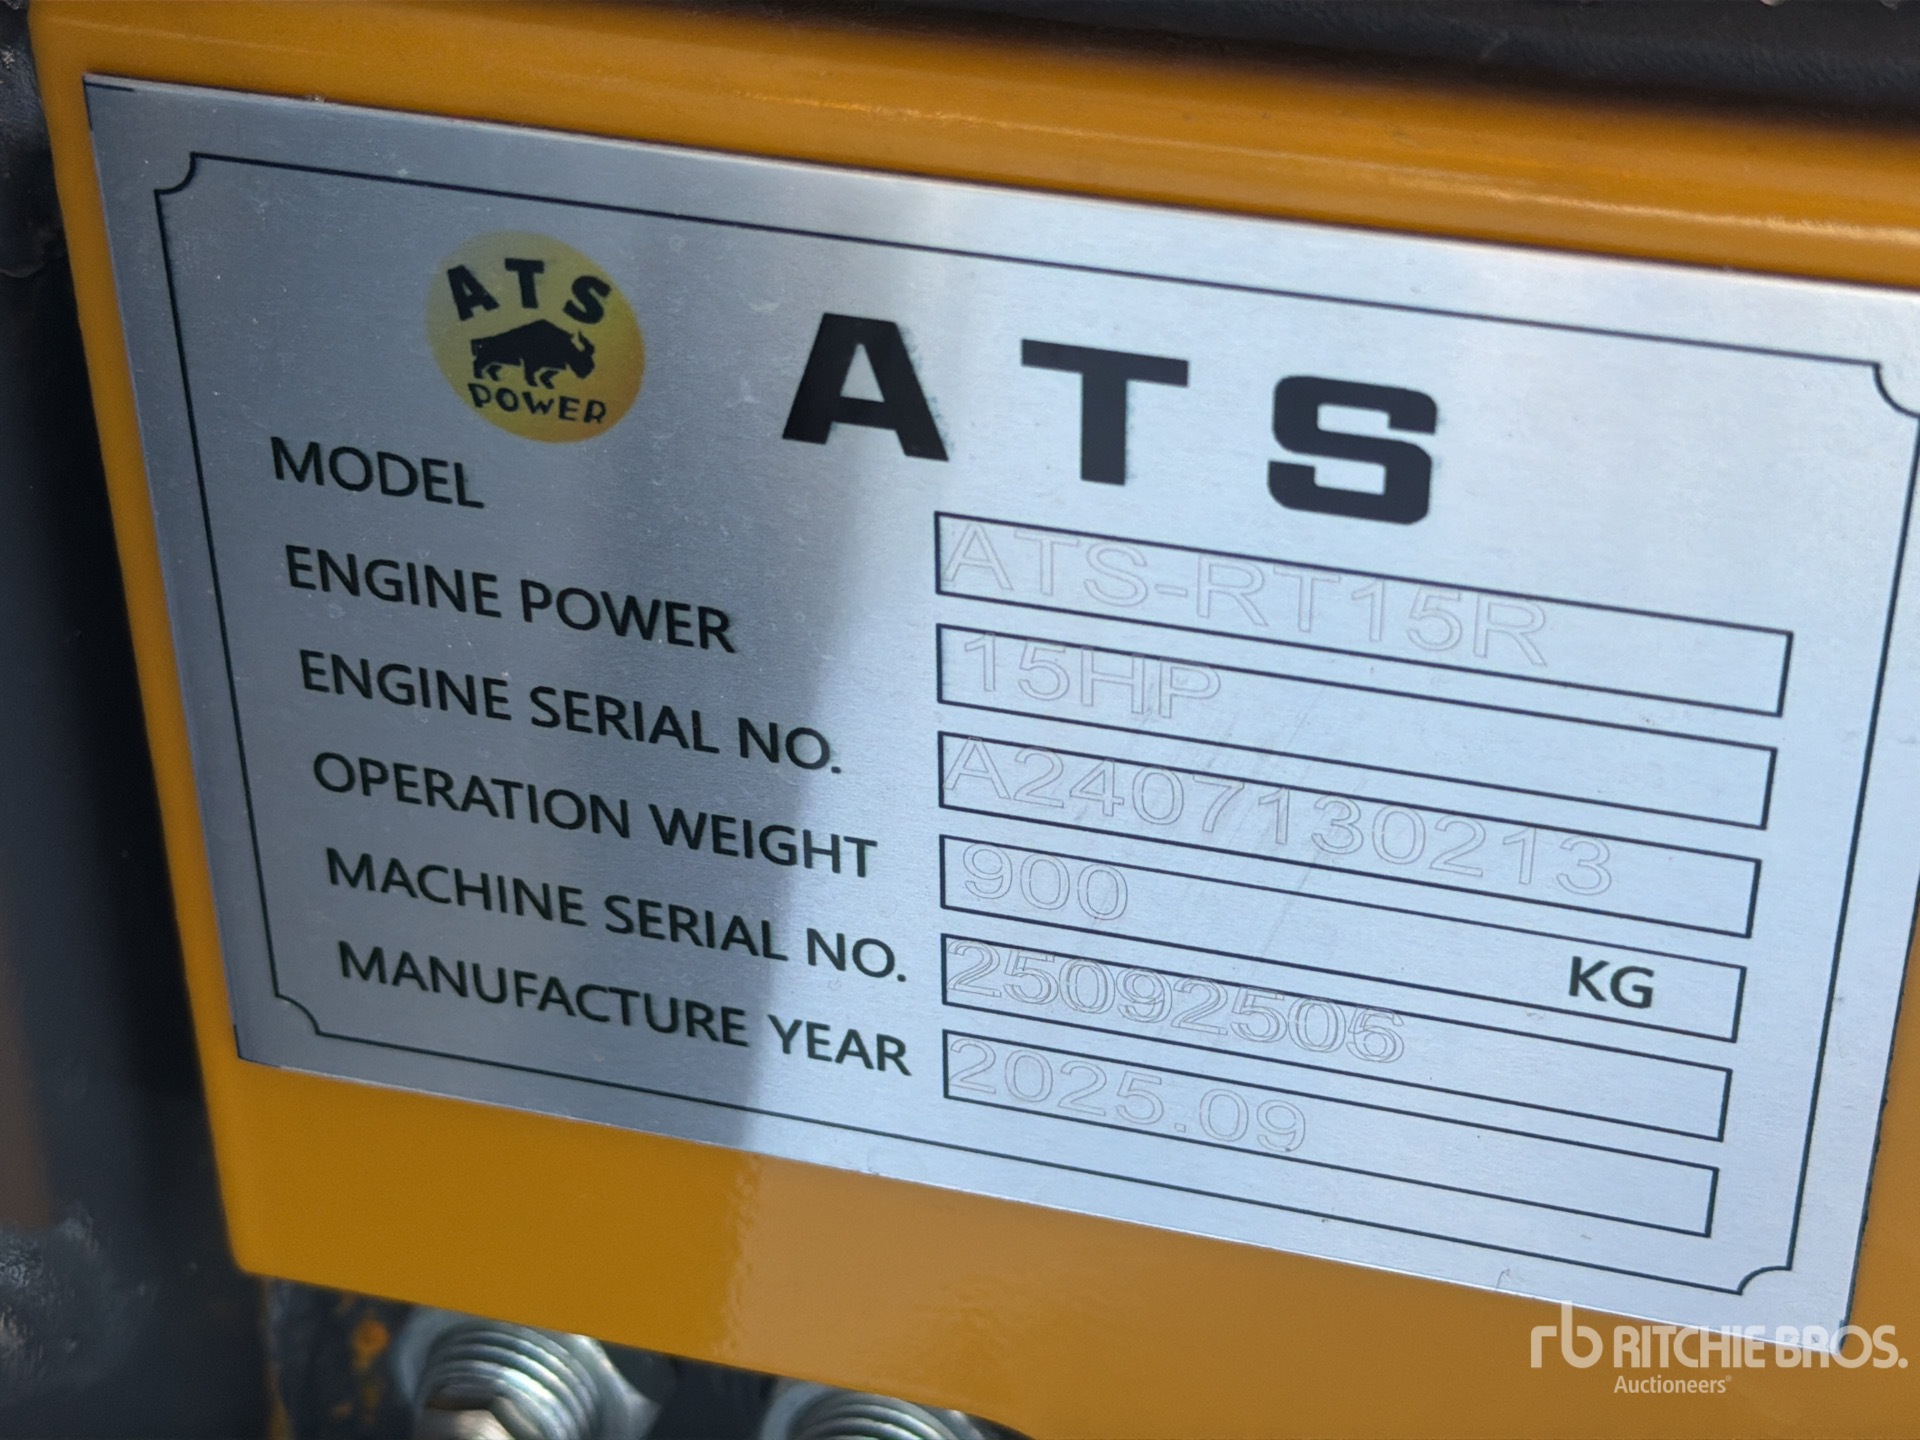 ATS
POWER
ATS
MODEL ATS-RT15R
ENGINE POWER 15HP
ENGINE SERIAL NO. A2407130213
OPERATION WEIGHT 900 KG
MACHINE SERIAL NO. 25092506
MANUFACTURE YEAR 2025.09
rb RITCHIE BROS.
Auctioneers